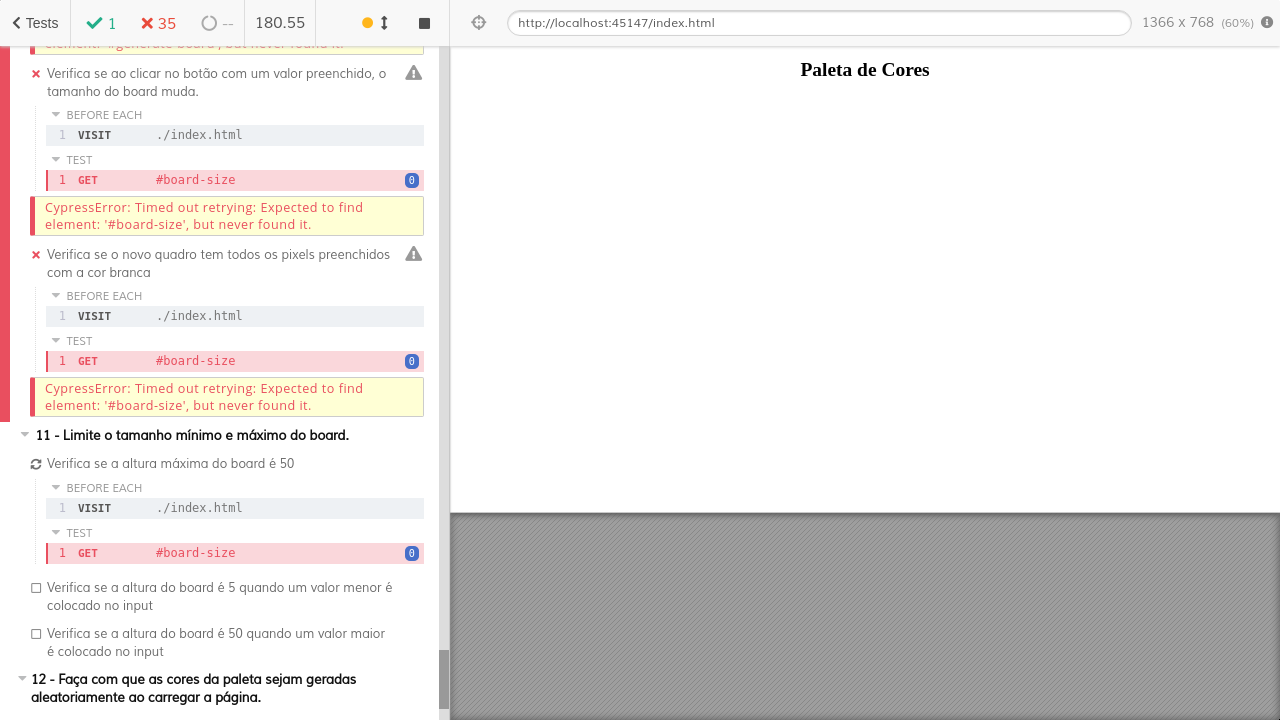 Tests
1
35
--
180.55
http://localhost:45147/index.html
1366 x 768 (60%)
element: '#generate-board', but never found it.
Verifica se ao clicar no botão com um valor preenchido, o
tamanho do board muda.
BEFORE EACH
1 VISIT ./index.html
TEST
1 GET #board-size 0
CypressError: Timed out retrying: Expected to find
element: '#board-size', but never found it.
Verifica se o novo quadro tem todos os pixels preenchidos
com a cor branca
BEFORE EACH
1 VISIT ./index.html
TEST
1 GET #board-size 0
CypressError: Timed out retrying: Expected to find
element: '#board-size', but never found it.
11 - Limite o tamanho mínimo e máximo do board.
Verifica se a altura máxima do board é 50
BEFORE EACH
1 VISIT ./index.html
TEST
1 GET #board-size 0
Verifica se a altura do board é 5 quando um valor menor é
colocado no input
Verifica se a altura do board é 50 quando um valor maior
é colocado no input
12 - Faça com que as cores da paleta sejam geradas
aleatoriamente ao carregar a página.
Paleta de Cores